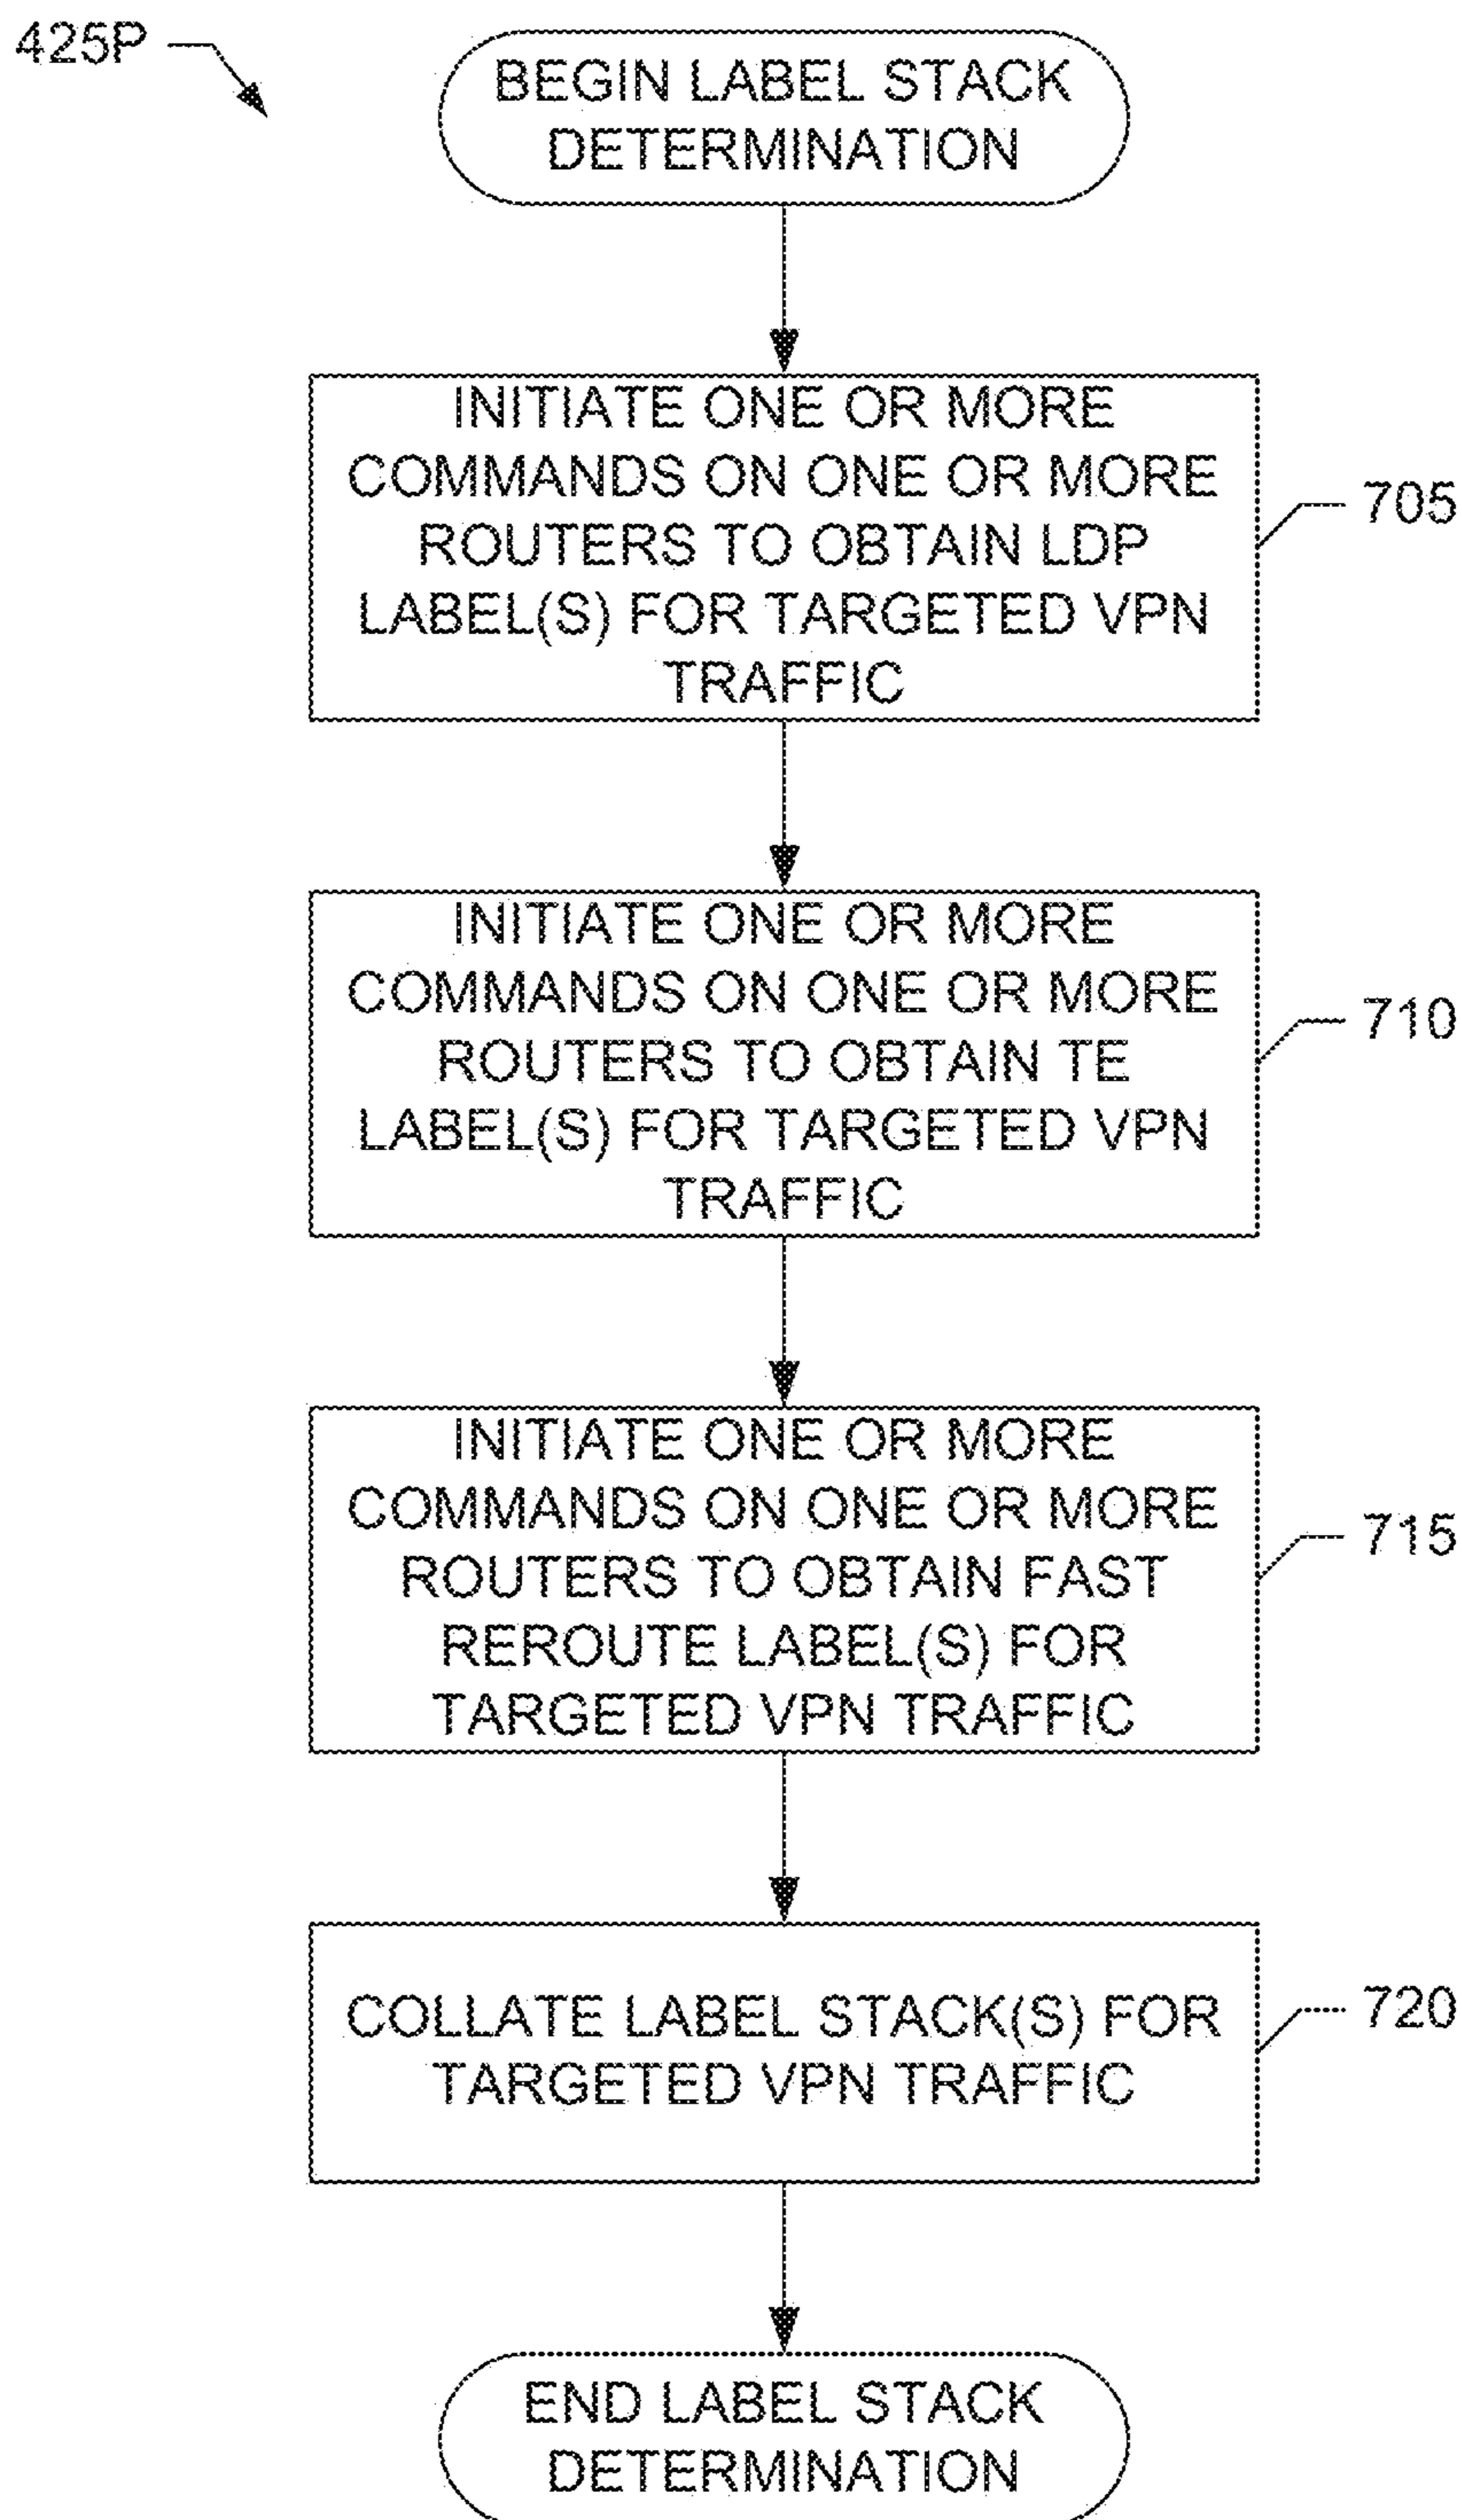 425P
BEGIN LABEL STACK
DETERMINATION
INITIATE ONE OR MORE
COMMANDS ON ONE OR MORE
ROUTERS TO OBTAIN LDP
LABEL(S) FOR TARGETED VPN
TRAFFIC
705
INITIATE ONE OR MORE
COMMANDS ON ONE OR MORE
ROUTERS TO OBTAIN TE
LABEL(S) FOR TARGETED VPN
TRAFFIC
710
INITIATE ONE OR MORE
COMMANDS ON ONE OR MORE
ROUTERS TO OBTAIN FAST
REROUTE LABEL(S) FOR
TARGETED VPN TRAFFIC
715
COLLATE LABEL STACK(S) FOR
TARGETED VPN TRAFFIC
720
END LABEL STACK
DETERMINATION